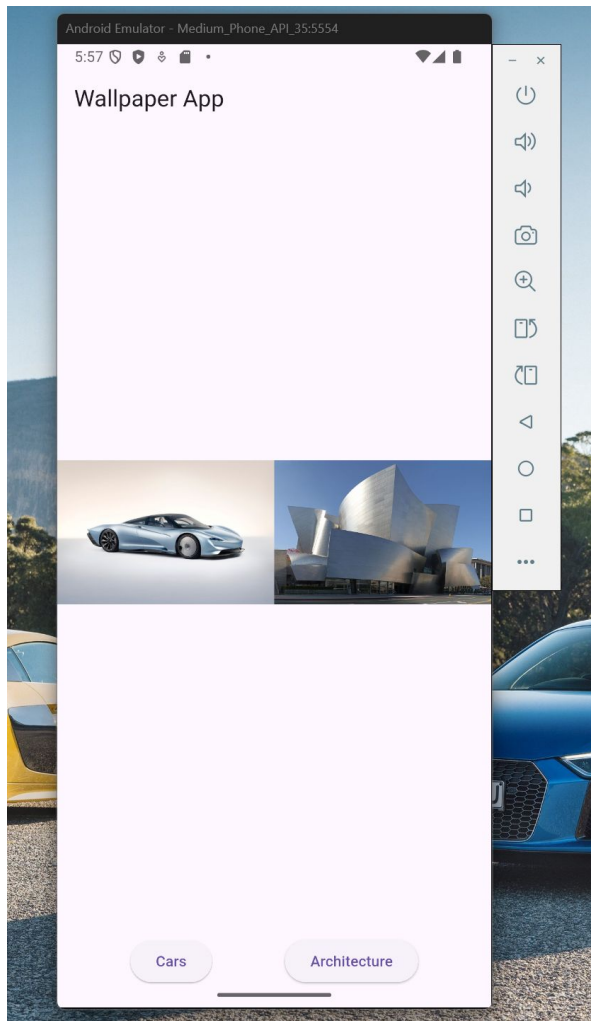 Android Emulator - Medium_Phone_API_35:5554
5:57
Wallpaper App
Cars
Architecture